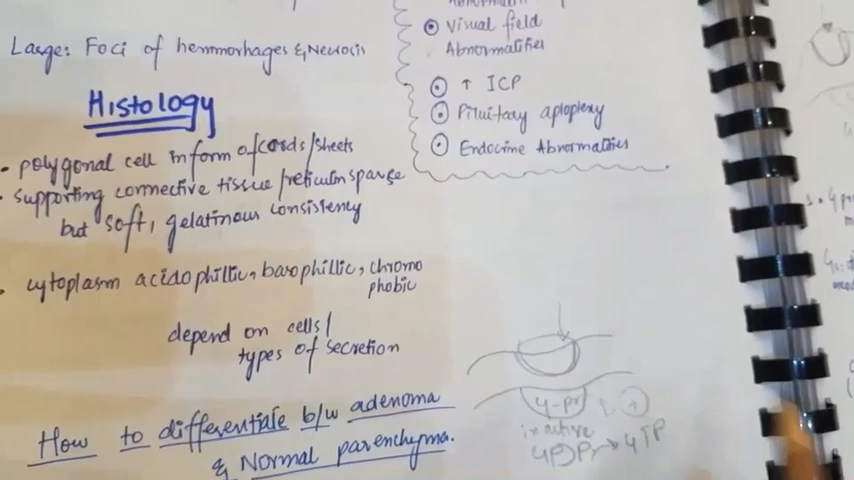 Large: Foci of hemmorhages & Necrosis
Histology
• polygonal cell in form of cords/sheets
• supporting connective tissue/reticulin sparse
but soft, gelatinous consistency
• cytoplasm acidophillic, basophillic, chromo
phobic
depend on cells/
types of secretion
How to differentiate b/w adenoma
& Normal parenchyma.
Visual field
Abnormalities
↑ ICP
Pituitary apoplexy
Endocrine Abnormalities
inactive